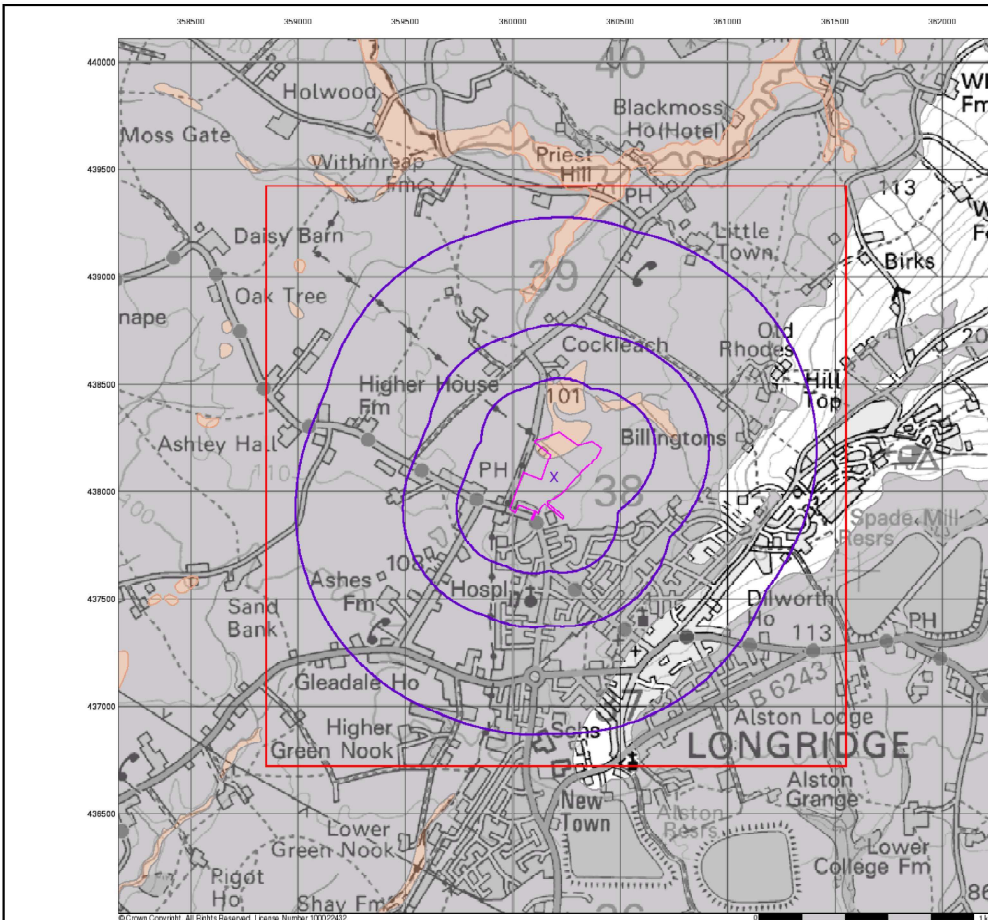 358500 359000 359500 360000 360500 361000 361500 362000
440000
439500
439000
438500
438000
437500
437000
436500
40
Holwood
Blackmoss
Ho(Hotel)
Moss Gate
Withinreap
Fm
Priest
Hill
PH
113
Daisy Barn
Little
Town
Birks
39
Oak Tree
nape
Cockleach
Old
Rhodes
Higher House
Fm
101
Hill
Top
Ashley Hall
Billingtons
110
PH
X
38
100
Spade Mill
Resrs
108
Ashes
Fm
Hospl
Dilworth
Ho
Sand
Bank
113
PH
Gleadale Ho
B 6243
Higher
Green Nook
Schs
Alston Lodge
LONGRIDGE
New
Town
Alston
Grange
Alston
Resrs
Lower
Green Nook
Lower
College Fm
Pigot
Ho
Shay Fm
86
© Crown Copyright. All Rights Reserved. License Number 100022432
0